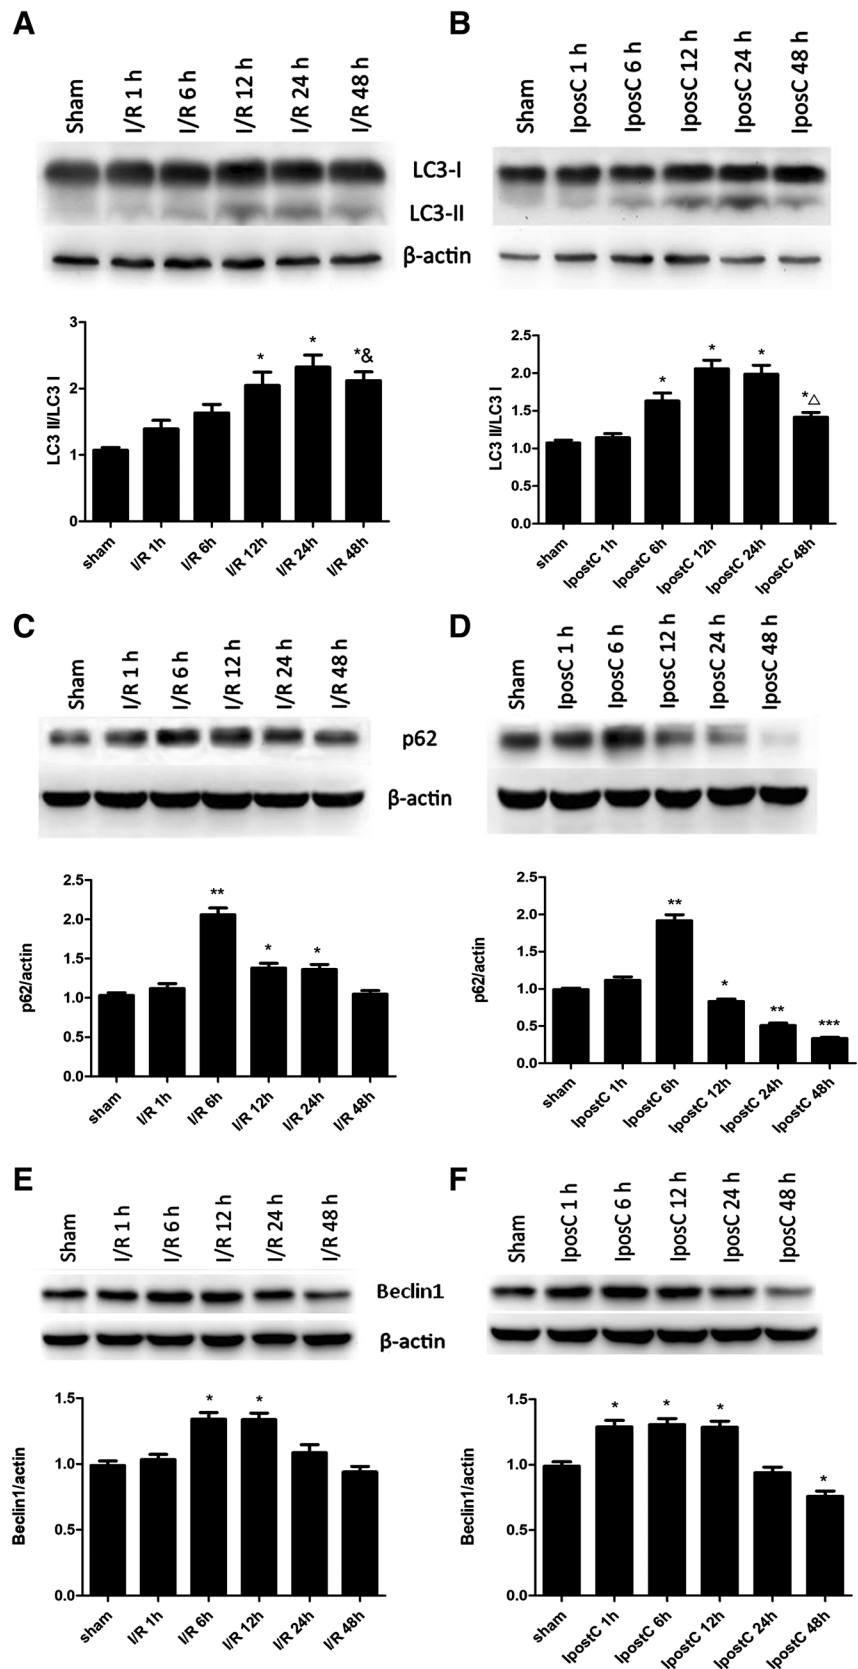 A
Sham I/R 1 h I/R 6 h I/R 12 h I/R 24 h I/R 48 h
LC3-I
LC3-II
β-actin
LC3 II/LC3 I
3
2
1
0
* * *&
sham I/R 1h I/R 6h I/R 12h I/R 24h I/R 48h
B
Sham IposC 1 h IposC 6 h IposC 12 h IposC 24 h IposC 48 h
LC3 II/LC3 I
2.5
2.0
1.5
1.0
0.5
0.0
* * * *△
sham IpostC 1h IpostC 6h IpostC 12h IpostC 24h IpostC 48h
C
Sham I/R 1 h I/R 6 h I/R 12 h I/R 24 h I/R 48 h
p62
β-actin
p62/actin
2.5
2.0
1.5
1.0
0.5
0.0
** * *
sham I/R 1h I/R 6h I/R 12h I/R 24h I/R 48h
D
Sham IposC 1 h IposC 6 h IposC 12 h IposC 24 h IposC 48 h
p62/actin
2.5
2.0
1.5
1.0
0.5
0.0
** * ** ***
sham IpostC 1h IpostC 6h IpostC 12h IpostC 24h IpostC 48h
E
Sham I/R 1 h I/R 6 h I/R 12 h I/R 24 h I/R 48 h
Beclin1
β-actin
Beclin1/actin
1.5
1.0
0.5
0.0
* *
sham I/R 1h I/R 6h I/R 12h I/R 24h I/R 48h
F
Sham IposC 1 h IposC 6 h IposC 12 h IposC 24 h IposC 48 h
Beclin1/actin
1.5
1.0
0.5
0.0
* * * *
sham IpostC 1h IpostC 6h IpostC 12h IpostC 24h IpostC 48h